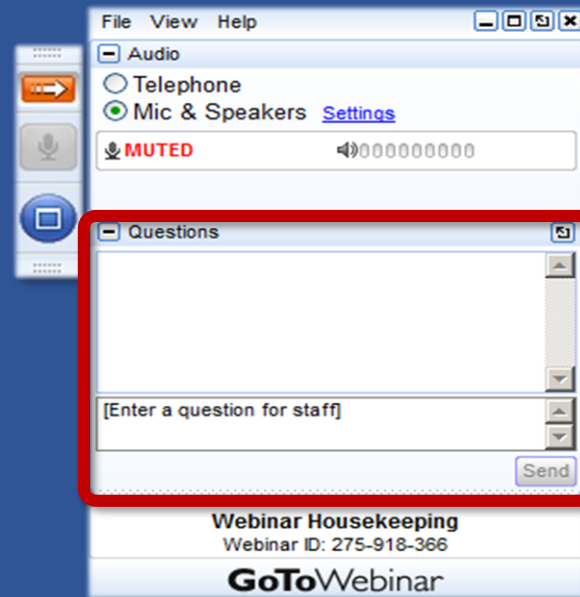 File View Help
Audio
Telephone
Mic & Speakers Settings
MUTED 000000000
Questions
[Enter a question for staff]
Send
Webinar Housekeeping
Webinar ID: 275-918-366
GoToWebinar